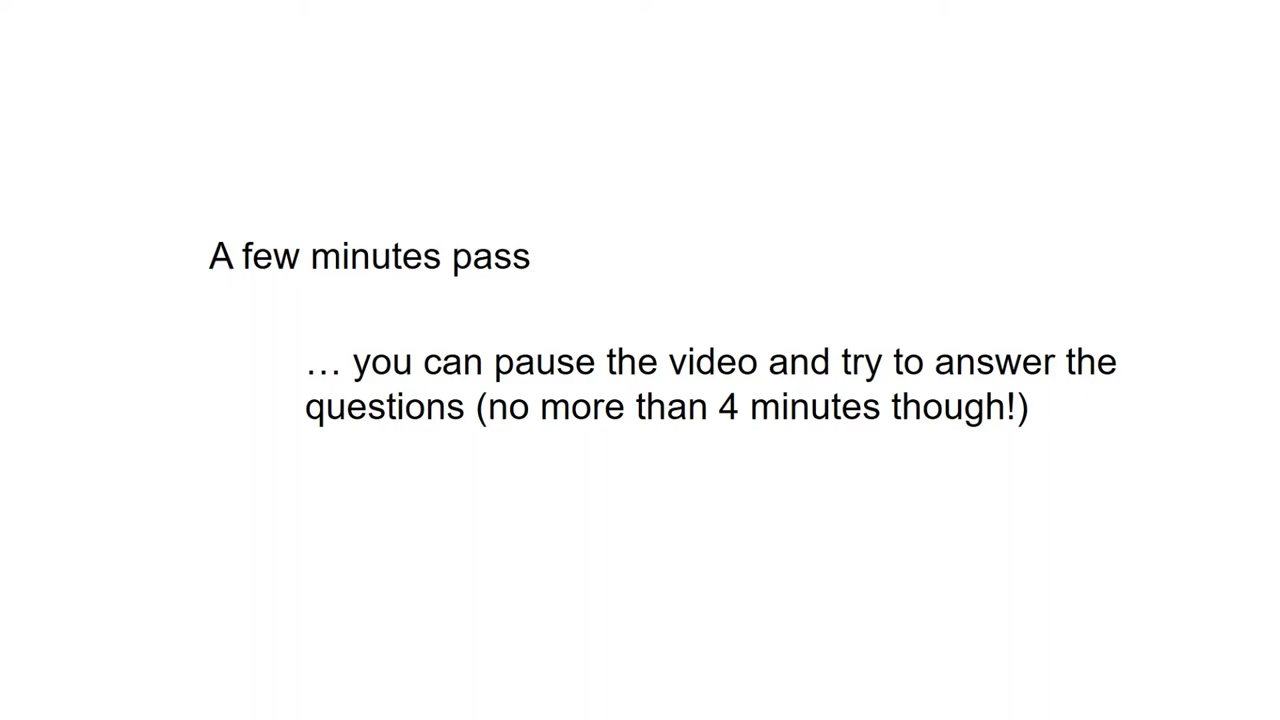 A few minutes pass
… you can pause the video and try to answer the
questions (no more than 4 minutes though!)